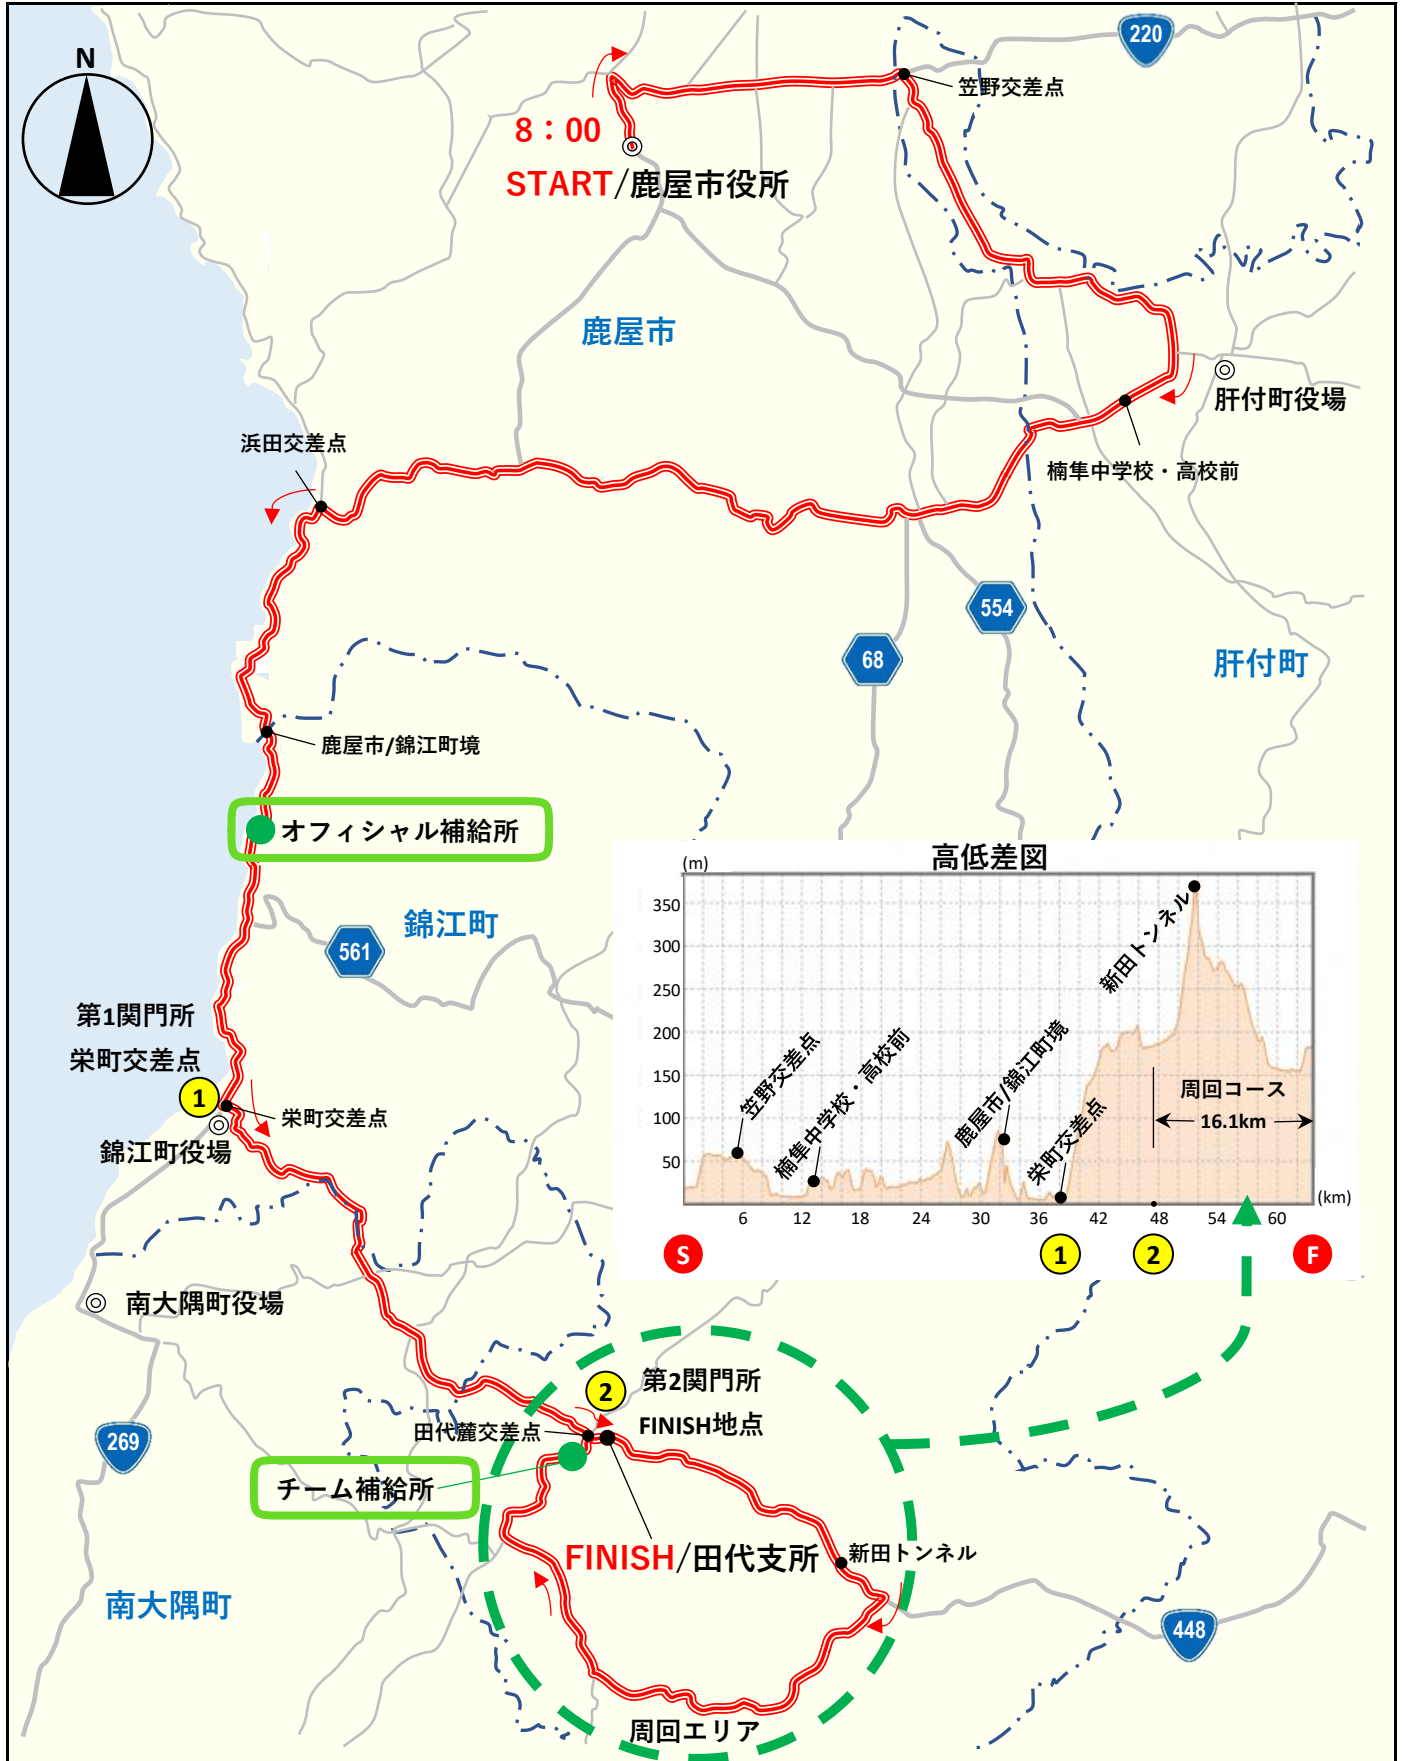 N
220
笠野交差点
8：00
START/鹿屋市役所
鹿屋市
肝付町役場
浜田交差点
楠隼中学校・高校前
554
68
肝付町
鹿屋市/錦江町境
オフィシャル補給所
錦江町
561
第1関門所
栄町交差点
1
栄町交差点
錦江町役場
南大隅町役場
269
高低差図
(m)
350
300
250
200
150
100
50
笠野交差点
楠隼中学校・高校前
鹿屋市/錦江町境
栄町交差点
新田トンネル
周回コース
16.1km
6
12
18
24
30
36
42
48
54
60
(km)
S
1
2
F
2
第2関門所
FINISH地点
田代麓交差点
チーム補給所
FINISH/田代支所
新田トンネル
南大隅町
448
周回エリア